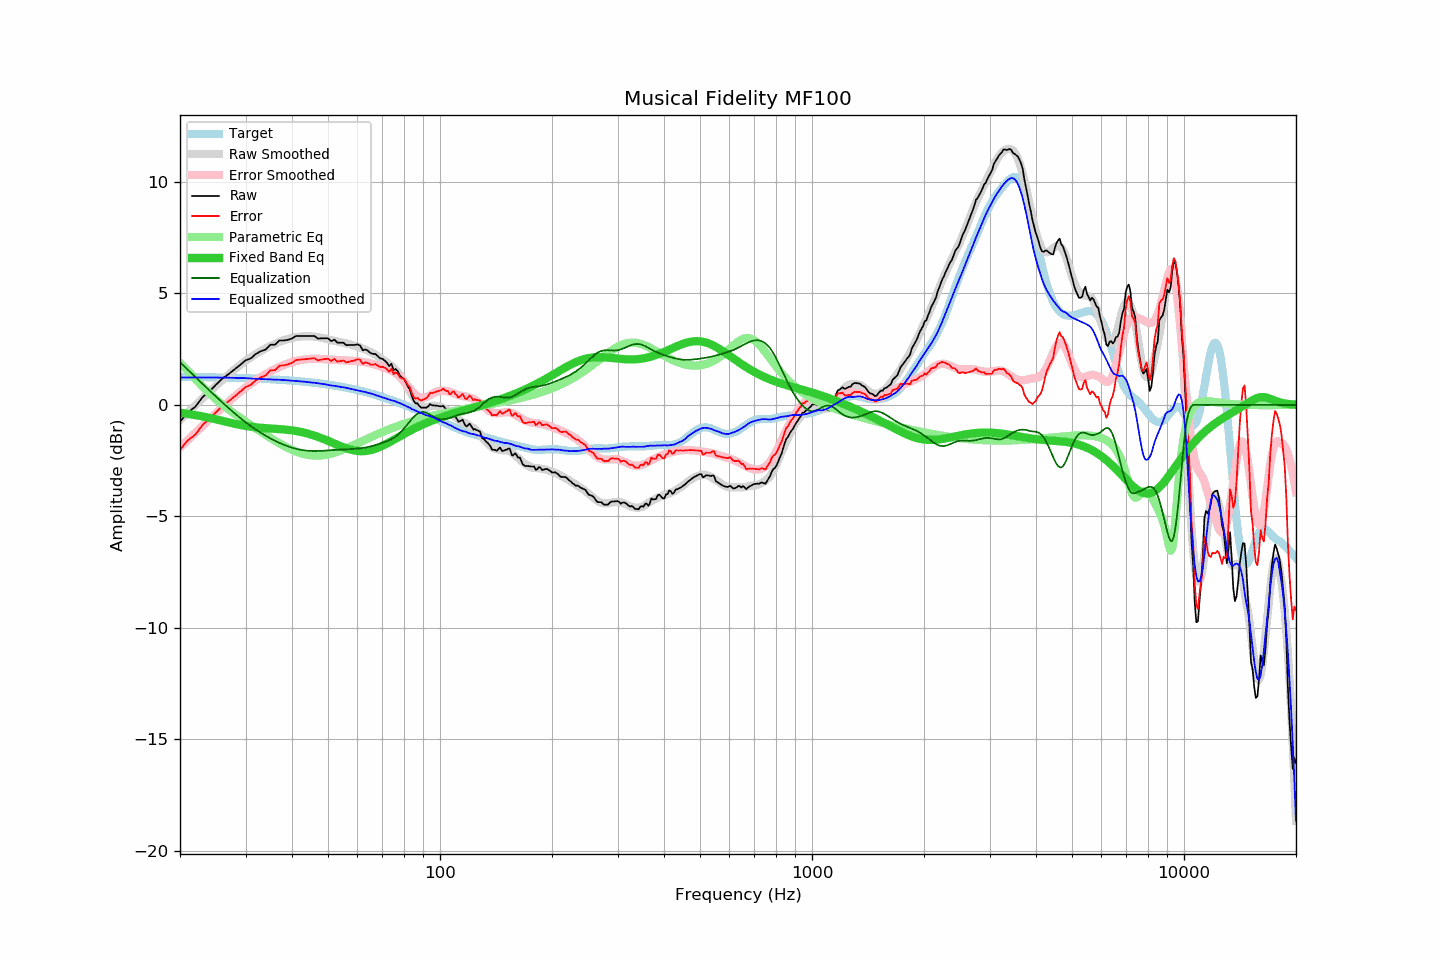 Musical Fidelity MF100
Target
Raw Smoothed
Error Smoothed
Raw
Error
Parametric Eq
Fixed Band Eq
Equalization
Equalized smoothed
10
5
0
−5
−10
−15
−20
Amplitude (dBr)
100
1000
10000
Frequency (Hz)